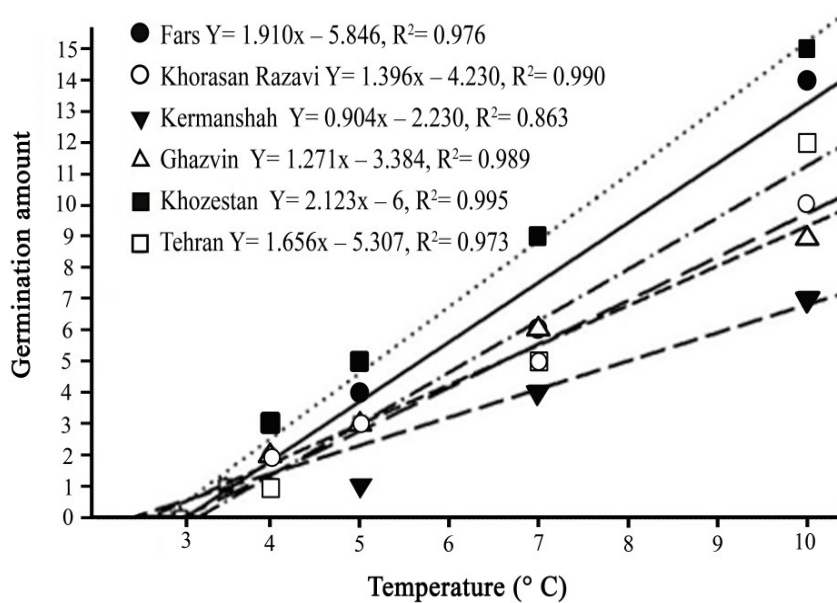 Fars Y= 1.910x – 5.846, R²= 0.976
Khorasan Razavi Y= 1.396x – 4.230, R²= 0.990
Kermanshah Y= 0.904x – 2.230, R²= 0.863
Ghazvin Y= 1.271x – 3.384, R²= 0.989
Khozestan Y= 2.123x – 6, R²= 0.995
Tehran Y= 1.656x – 5.307, R²= 0.973
Germination amount
15
14
13
12
11
10
9
8
7
6
5
4
3
2
1
0
3 4 5 6 7 8 9 10
Temperature (° C)